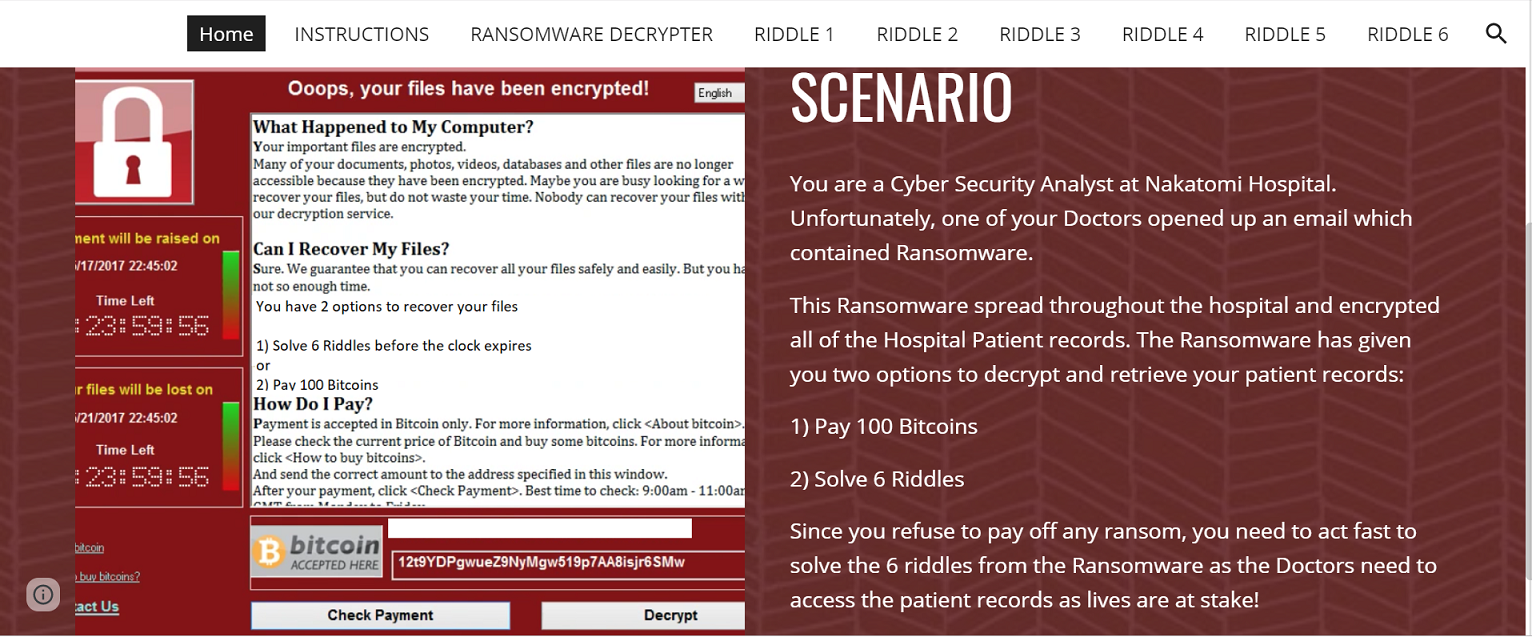 Home INSTRUCTIONS RANSOMWARE DECRYPTER RIDDLE 1 RIDDLE 2 RIDDLE 3 RIDDLE 4 RIDDLE 5 RIDDLE 6
Ooops, your files have been encrypted!
English
What Happened to My Computer?
Your important files are encrypted.
Many of your documents, photos, videos, databases and other files are no longer
accessible because they have been encrypted. Maybe you are busy looking for a w
recover your files, but do not waste your time. Nobody can recover your files with
our decryption service.
Can I Recover My Files?
Sure. We guarantee that you can recover all your files safely and easily. But you ha
not so enough time.
You have 2 options to recover your files
1) Solve 6 Riddles before the clock expires
or
2) Pay 100 Bitcoins
How Do I Pay?
Payment is accepted in Bitcoin only. For more information, click <About bitcoin>.
Please check the current price of Bitcoin and buy some bitcoins. For more informa
click <How to buy bitcoins>.
And send the correct amount to the address specified in this window.
After your payment, click <Check Payment>. Best time to check: 9:00am - 11:00am
GMT from Monday to Friday.
ment will be raised on
/17/2017 22:45:02
Time Left
:23:59:56
r files will be lost on
/21/2017 22:45:02
Time Left
:23:59:56
bitcoin
buy bitcoins?
tact Us
bitcoin
ACCEPTED HERE
12t9YDPgwueZ9NyMgw519p7AA8isjr6SMw
Check Payment
Decrypt
SCENARIO
You are a Cyber Security Analyst at Nakatomi Hospital.
Unfortunately, one of your Doctors opened up an email which
contained Ransomware.
This Ransomware spread throughout the hospital and encrypted
all of the Hospital Patient records. The Ransomware has given
you two options to decrypt and retrieve your patient records:
1) Pay 100 Bitcoins
2) Solve 6 Riddles
Since you refuse to pay off any ransom, you need to act fast to
solve the 6 riddles from the Ransomware as the Doctors need to
access the patient records as lives are at stake!